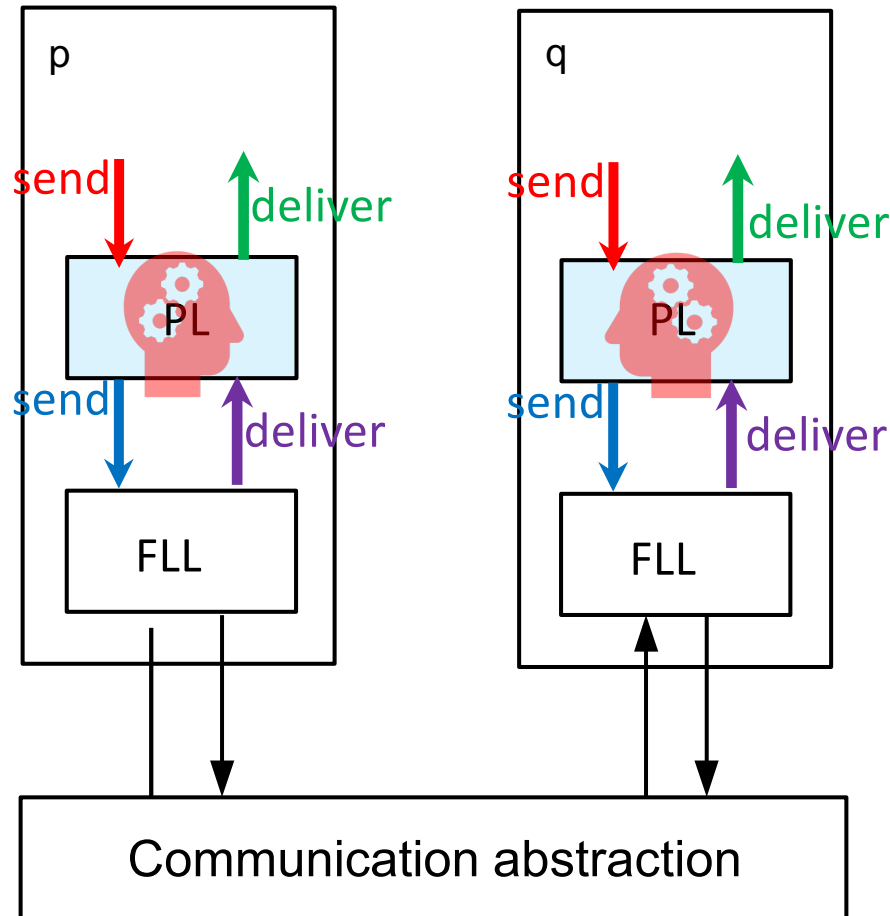 p
send
deliver
PL
send
deliver
FLL
q
send
deliver
PL
send
deliver
FLL
Communication abstraction